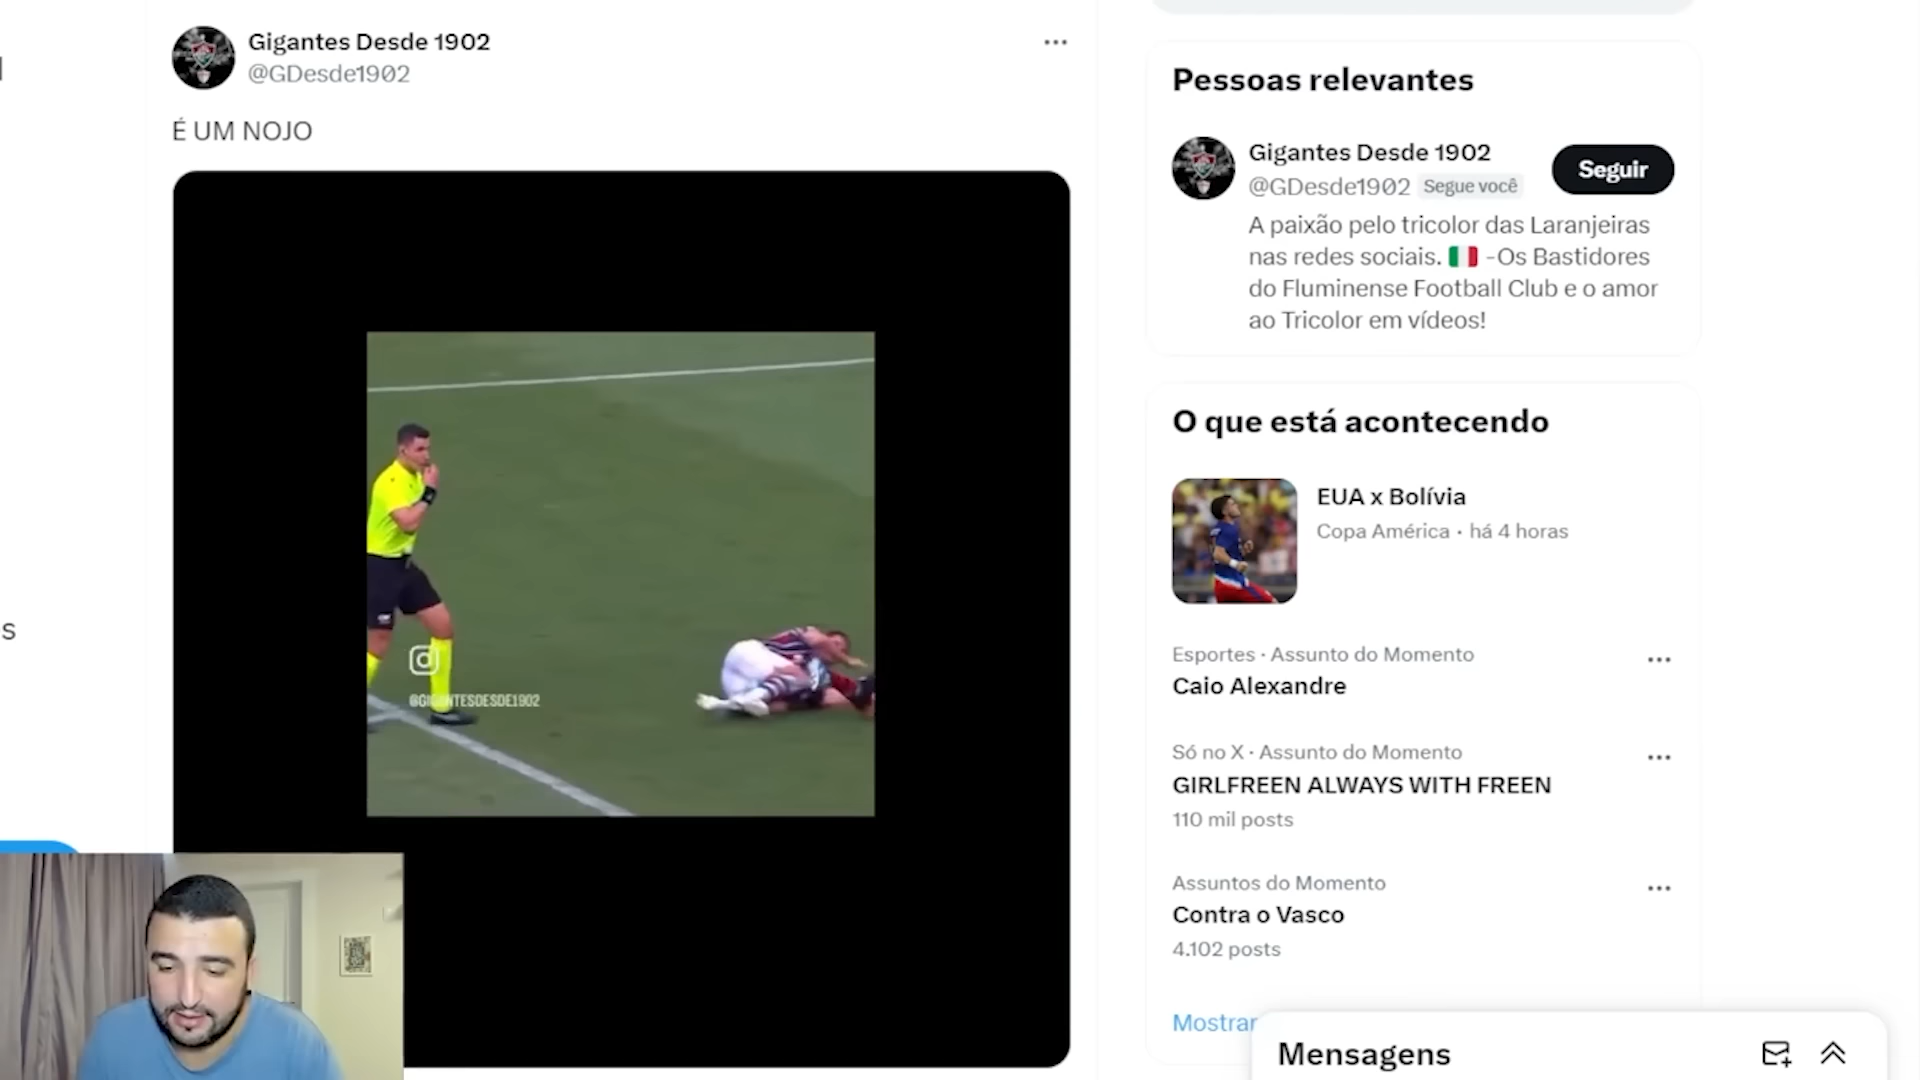 Gigantes Desde 1902
@GDesde1902
É UM NOJO
@GIGANTESDESDE1902
s
Pessoas relevantes
Gigantes Desde 1902
@GDesde1902 Segue você
Seguir
A paixão pelo tricolor das Laranjeiras
nas redes sociais. 🇮🇹 -Os Bastidores
do Fluminense Football Club e o amor
ao Tricolor em vídeos!
O que está acontecendo
EUA x Bolívia
Copa América · há 4 horas
Esportes · Assunto do Momento
Caio Alexandre
Só no X · Assunto do Momento
GIRLFREEN ALWAYS WITH FREEN
110 mil posts
Assuntos do Momento
Contra o Vasco
4.102 posts
Mostrar
Mensagens